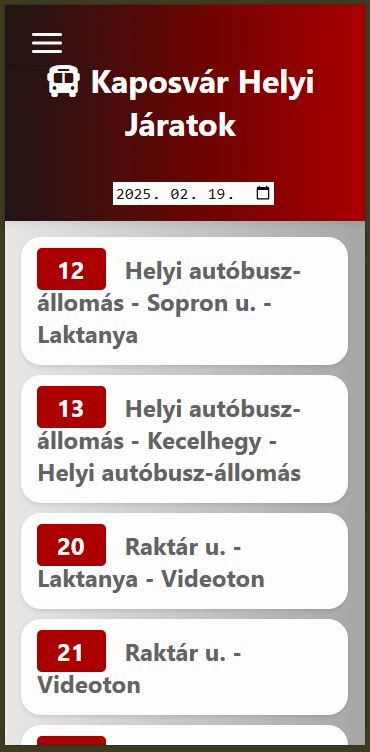 Kaposvár Helyi
Járatok
2025. 02. 19.
12 Helyi autóbusz-
állomás - Sopron u. -
Laktanya
13 Helyi autóbusz-
állomás - Kecelhegy -
Helyi autóbusz-állomás
20 Raktár u. -
Laktanya - Videoton
21 Raktár u. -
Videoton